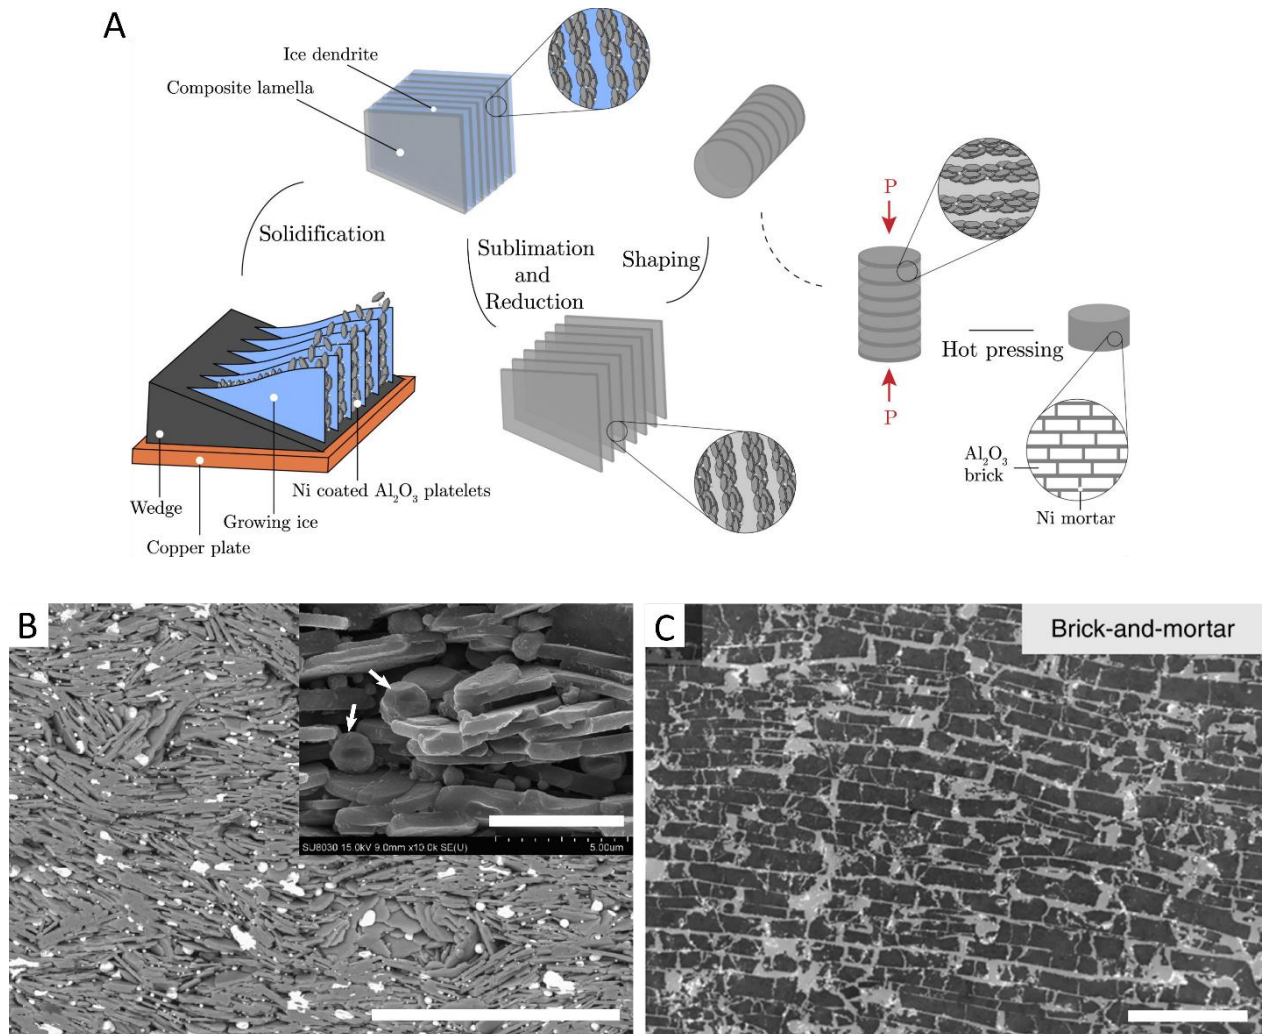 A
Ice dendrite
Composite lamella
Solidification
Sublimation
and
Reduction
Shaping
P
P
Hot pressing
Al₂O₃
brick
Ni mortar
Ni coated Al₂O₃ platelets
Wedge
Growing ice
Copper plate
B
SU8030 15.0kV 9.0mm x10.0k SE(U)
5.00um
C
Brick-and-mortar